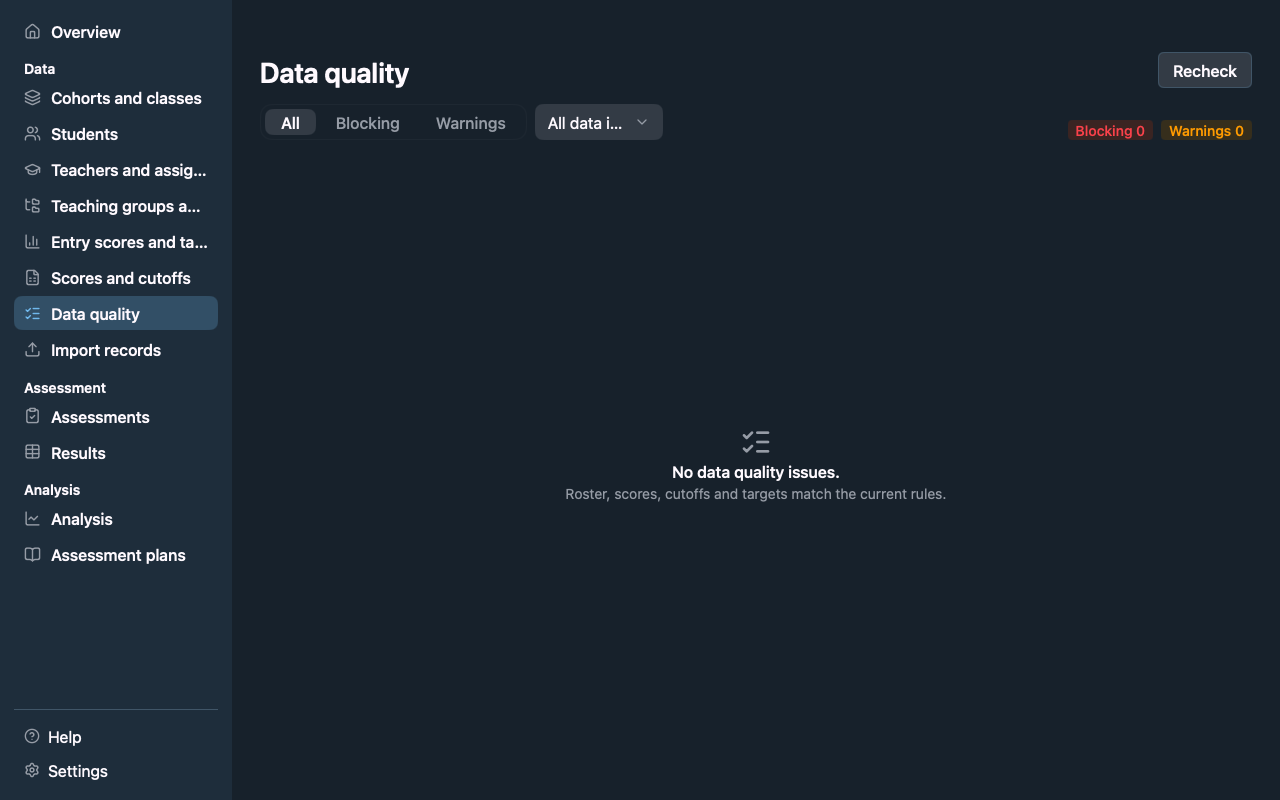 Overview
Data
Cohorts and classes
Students
Teachers and assig...
Teaching groups a...
Entry scores and ta...
Scores and cutoffs
Data quality
Import records
Assessment
Assessments
Results
Analysis
Analysis
Assessment plans
Help
Settings
Data quality
Recheck
All
Blocking
Warnings
All data i...
Blocking 0
Warnings 0
No data quality issues.
Roster, scores, cutoffs and targets match the current rules.